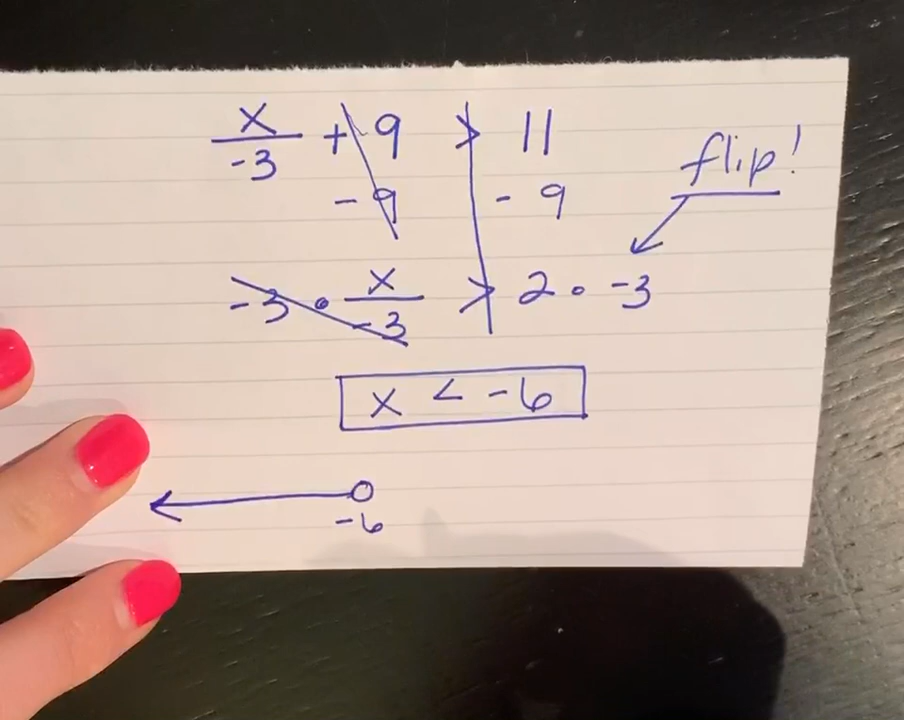 x/-3 + 9 > 11
flip!
- 9 - 9
-3 • x/-3 > 2 • -3
x < -6
-6